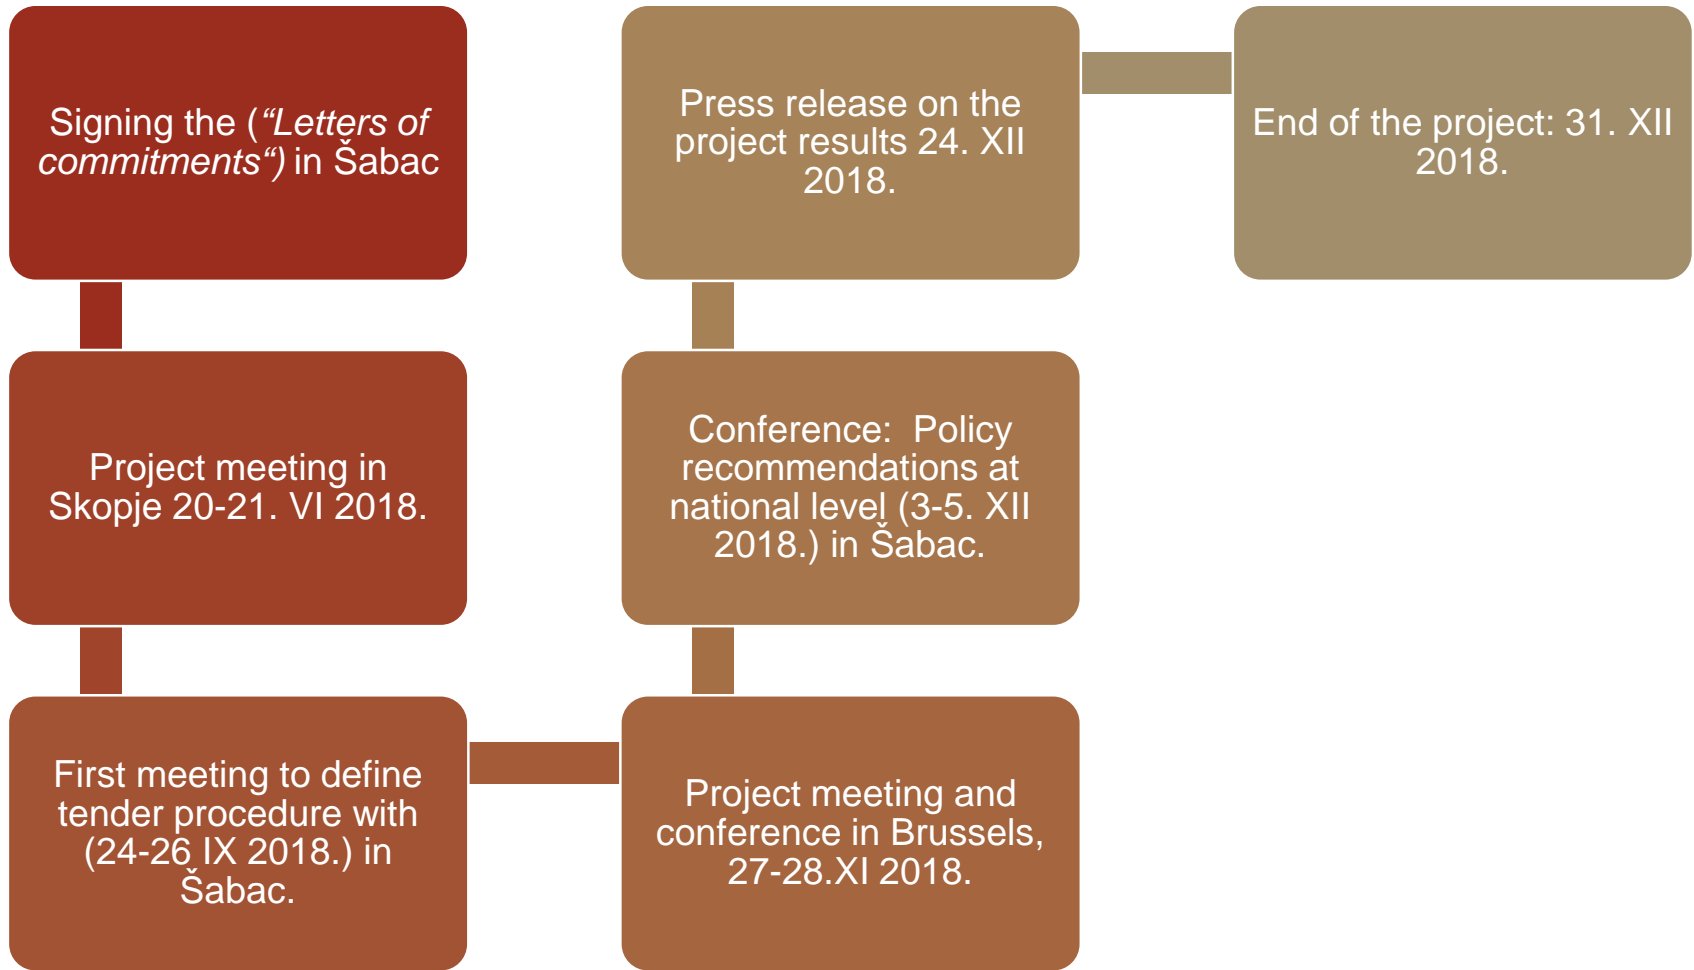 Signing the (“Letters of
commitments“) in Šabac
Project meeting in
Skopje 20-21. VI 2018.
First meeting to define
tender procedure with
(24-26 IX 2018.) in
Šabac.
Project meeting and
conference in Brussels,
27-28.XI 2018.
Conference:  Policy
recommendations at
national level (3-5. XII
2018.) in Šabac.
Press release on the
project results 24. XII
2018.
End of the project: 31. XII
2018.